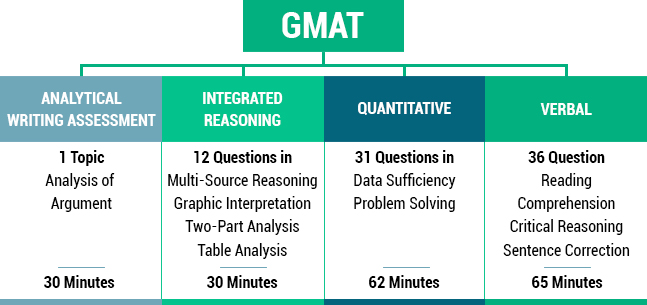 GMAT
ANALYTICAL
WRITING ASSESSMENT
1 Topic
Analysis of
Argument
30 Minutes
INTEGRATED
REASONING
12 Questions in
Multi-Source Reasoning
Graphic Interpretation
Two-Part Analysis
Table Analysis
30 Minutes
QUANTITATIVE
31 Questions in
Data Sufficiency
Problem Solving
62 Minutes
VERBAL
36 Question
Reading
Comprehension
Critical Reasoning
Sentence Correction
65 Minutes